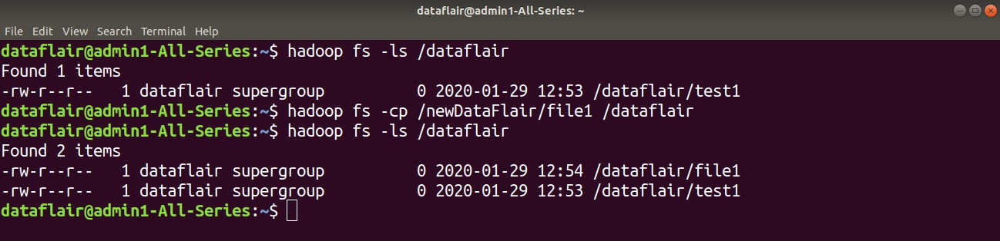 dataflair@admin1-All-Series: ~
File Edit View Search Terminal Help
dataflair@admin1-All-Series:~$ hadoop fs -ls /dataflair
Found 1 items
-rw-r--r--   1 dataflair supergroup          0 2020-01-29 12:53 /dataflair/test1
dataflair@admin1-All-Series:~$ hadoop fs -cp /newDataFlair/file1 /dataflair
dataflair@admin1-All-Series:~$ hadoop fs -ls /dataflair
Found 2 items
-rw-r--r--   1 dataflair supergroup          0 2020-01-29 12:54 /dataflair/file1
-rw-r--r--   1 dataflair supergroup          0 2020-01-29 12:53 /dataflair/test1
dataflair@admin1-All-Series:~$